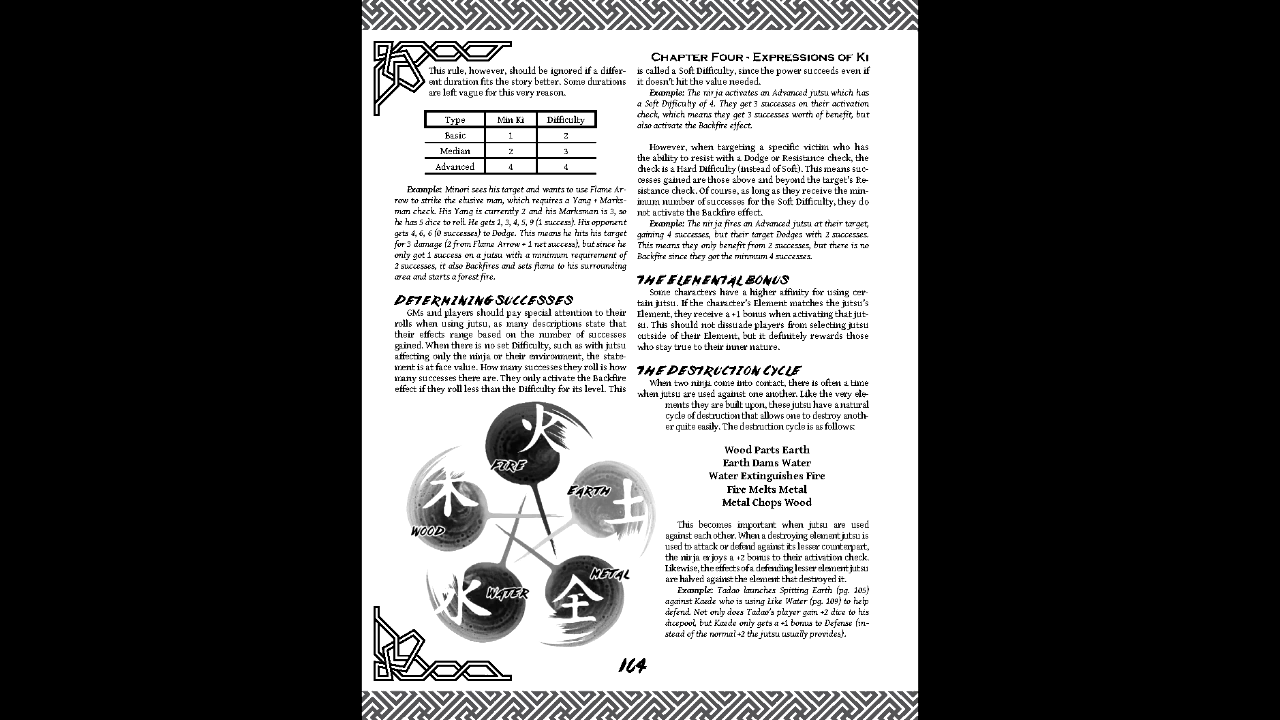 Chapter Four - Expressions of Ki
This rule, however, should be ignored if a differ-
ent duration fits the story better. Some durations
are left vague for this very reason.
Type Min Ki Difficulty
Basic 1 2
Median 2 3
Advanced 4 4
Example: Minori sees his target and wants to use Flame Ar-
row to strike the elusive man, which requires a Yang + Marks-
man check. His Yang is currently 2 and his Marksman is 3, so
he has 5 dice to roll. He gets 1, 3, 4, 5, 9 (1 success). His opponent
gets 4, 6, 6 (0 successes) to Dodge. This means he hits his target
for 3 damage (2 from Flame Arrow + 1 net success), but since he
only got 1 success on a jutsu with a minimum requirement of
2 successes, it also Backfires and sets flame to his surrounding
area and starts a forest fire.
Determining Successes
GMs and players should pay special attention to their
rolls when using jutsu, as many descriptions state that
their effects range based on the number of successes
gained. When there is no set Difficulty, such as with jutsu
affecting only the ninja or their environment, the state-
ment is at face value. How many successes they roll is how
many successes there are. They only activate the Backfire
effect if they roll less than the Difficulty for its level. This
火
FIRE
木
WOOD
EARTH
土
水
WATER
METAL
全
is called a Soft Difficulty, since the power succeeds even if
it doesn't hit the value needed.
Example: The ninja activates an Advanced jutsu which has
a Soft Difficulty of 4. They get 3 successes on their activation
check, which means they get 3 successes worth of benefit, but
also activate the Backfire effect.
However, when targeting a specific victim who has
the ability to resist with a Dodge or Resistance check, the
check is a Hard Difficulty (instead of Soft). This means suc-
cesses gained are those above and beyond the target's Re-
sistance check. Of course, as long as they receive the min-
imum number of successes for the Soft Difficulty, they do
not activate the Backfire effect.
Example: The ninja fires an Advanced jutsu at their target,
gaining 4 successes, but their target Dodges with 2 successes.
This means they only benefit from 2 successes, but there is no
Backfire since they got the minmum 4 successes.
The Elemental Bonus
Some characters have a higher affinity for using cer-
tain jutsu. If the character's Element matches the jutsu's
Element, they receive a +1 bonus when activating that jut-
su. This should not dissuade players from selecting jutsu
outside of their Element, but it definitely rewards those
who stay true to their inner nature.
The Destruction Cycle
When two ninja come into contact, there is often a time
when jutsu are used against one another. Like the very ele-
ments they are built upon, these jutsu have a natural
cycle of destruction that allows one to destroy anoth-
er quite easily. The destruction cycle is as follows:
Wood Parts Earth
Earth Dams Water
Water Extinguishes Fire
Fire Melts Metal
Metal Chops Wood
This becomes important when jutsu are used
against each other. When a destroying element jutsu is
used to attack or defend against its lesser counterpart,
the ninja enjoys a +2 bonus to their activation check.
Likewise, the effects of a defending lesser element jutsu
are halved against the element that destroyed it.
Example: Tadao launches Spitting Earth (pg. 105)
against Kaede who is using Like Water (pg. 109) to help
defend. Not only does Tadao's player gain +2 dice to his
dicepool, but Kaede only gets a +1 bonus to Defense (in-
stead of the normal +2 the jutsu usually provides).
104